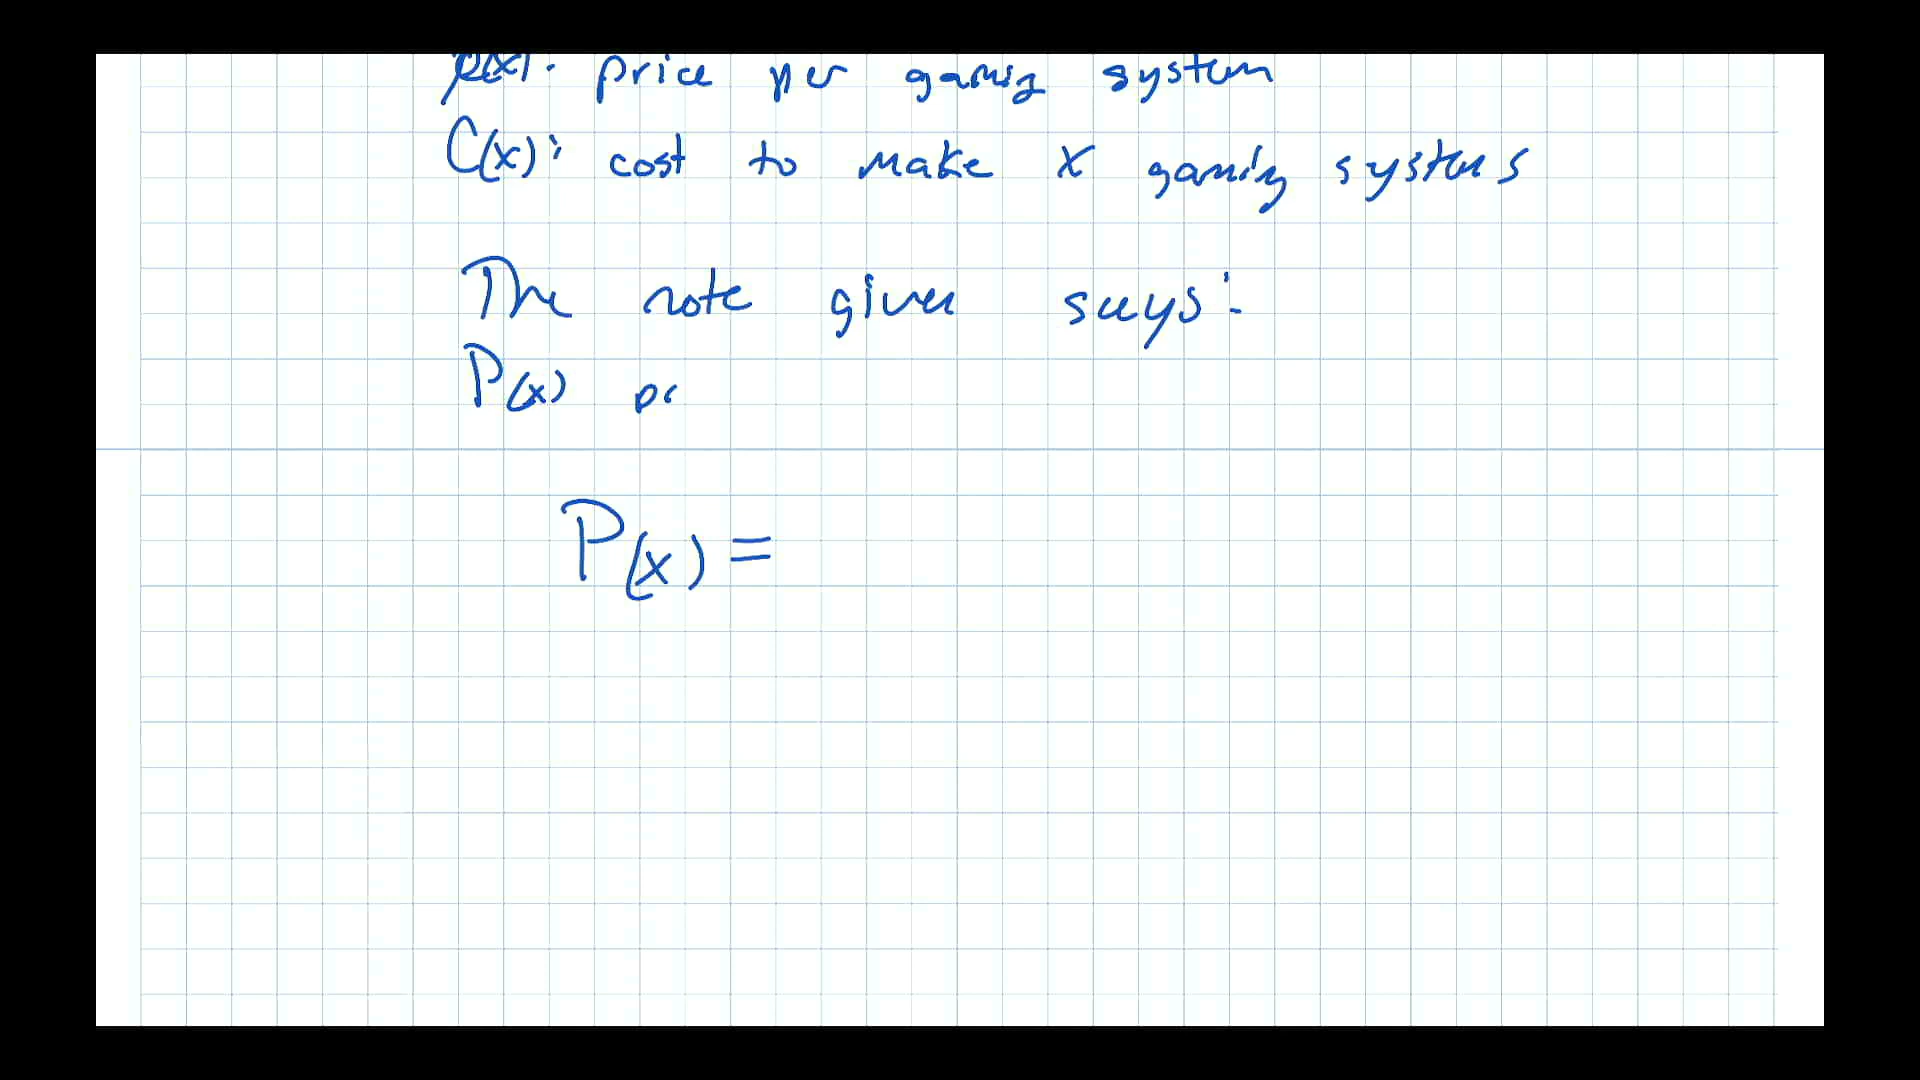 p(x): price per gaming system
C(x): cost to make x gaming systems
The note given says:
P(x)
P(x) =